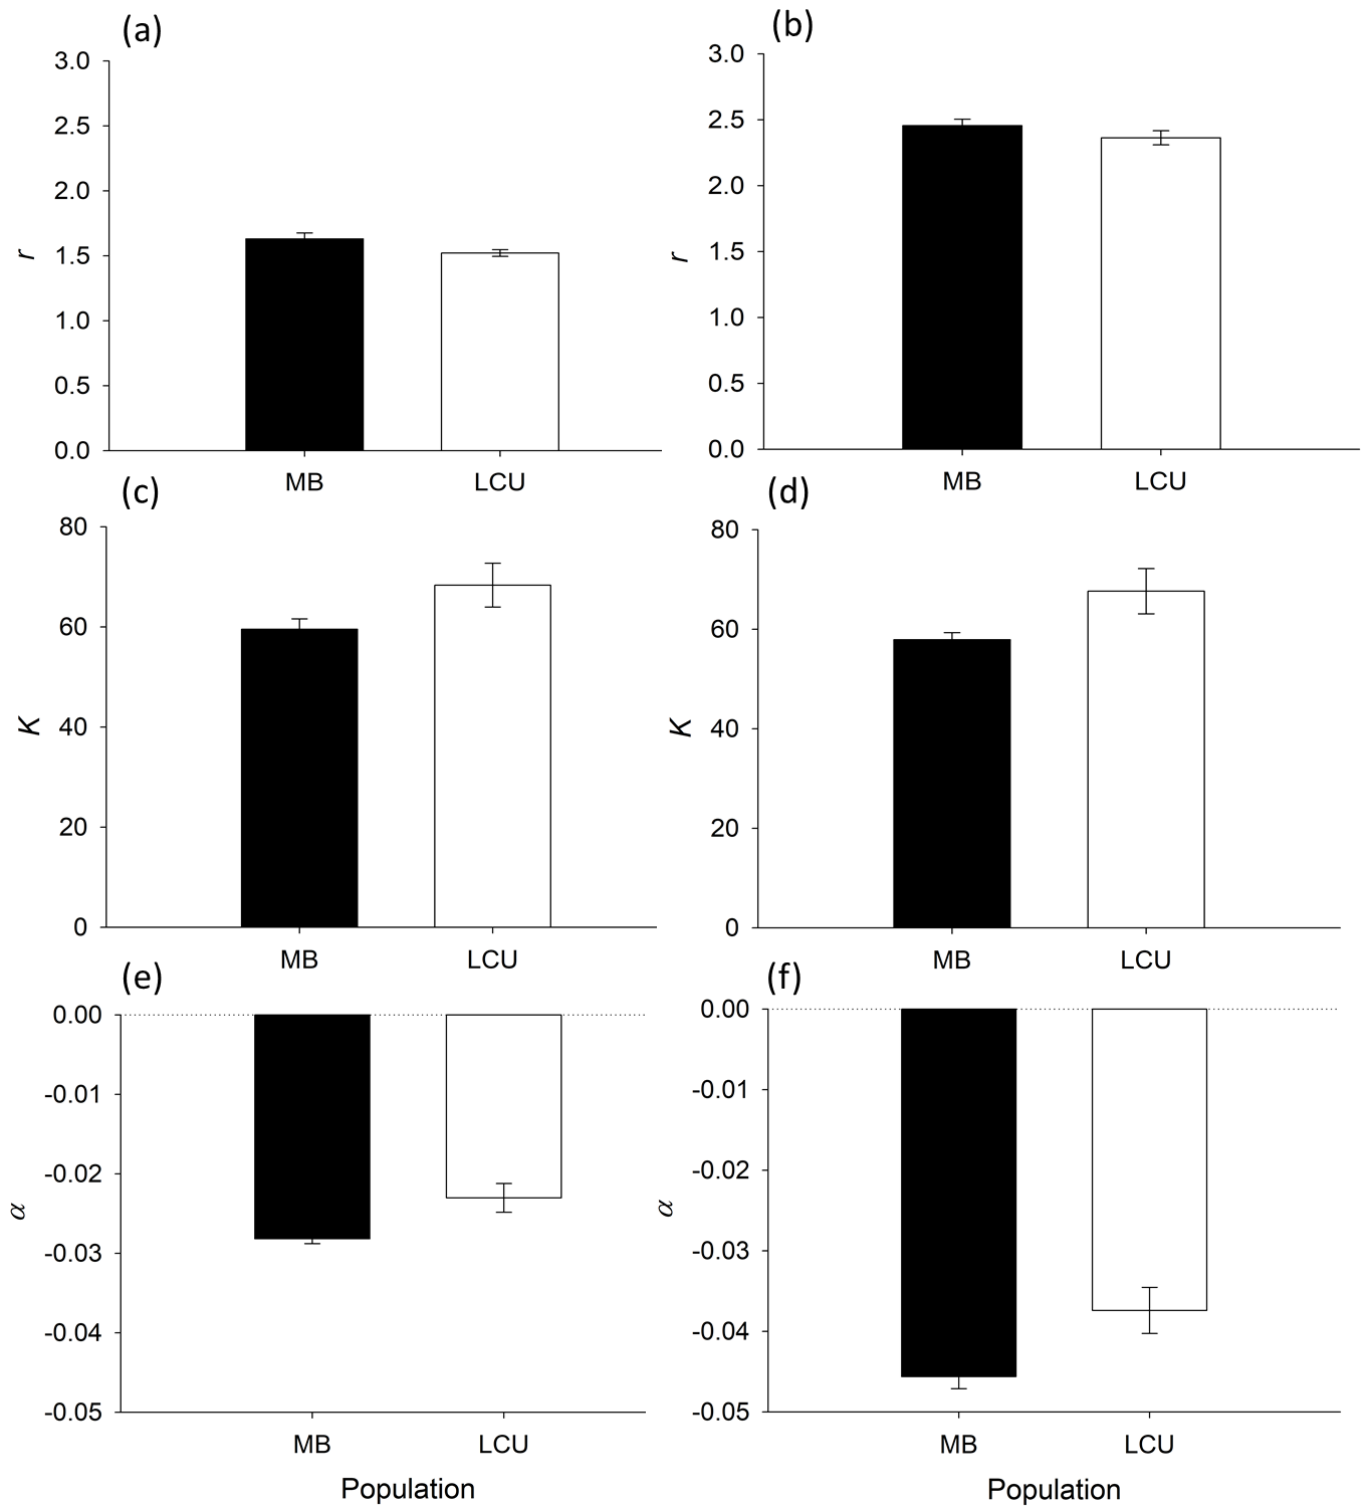 (a)
3.0
2.5
2.0
1.5
1.0
0.5
0.0
r
MB LCU
(b)
3.0
2.5
2.0
1.5
1.0
0.5
0.0
r
MB LCU
(c)
80
60
40
20
0
K
MB LCU
(d)
80
60
40
20
0
K
MB LCU
(e)
0.00
-0.01
-0.02
-0.03
-0.04
-0.05
α
MB LCU
Population
(f)
0.00
-0.01
-0.02
-0.03
-0.04
-0.05
α
MB LCU
Population